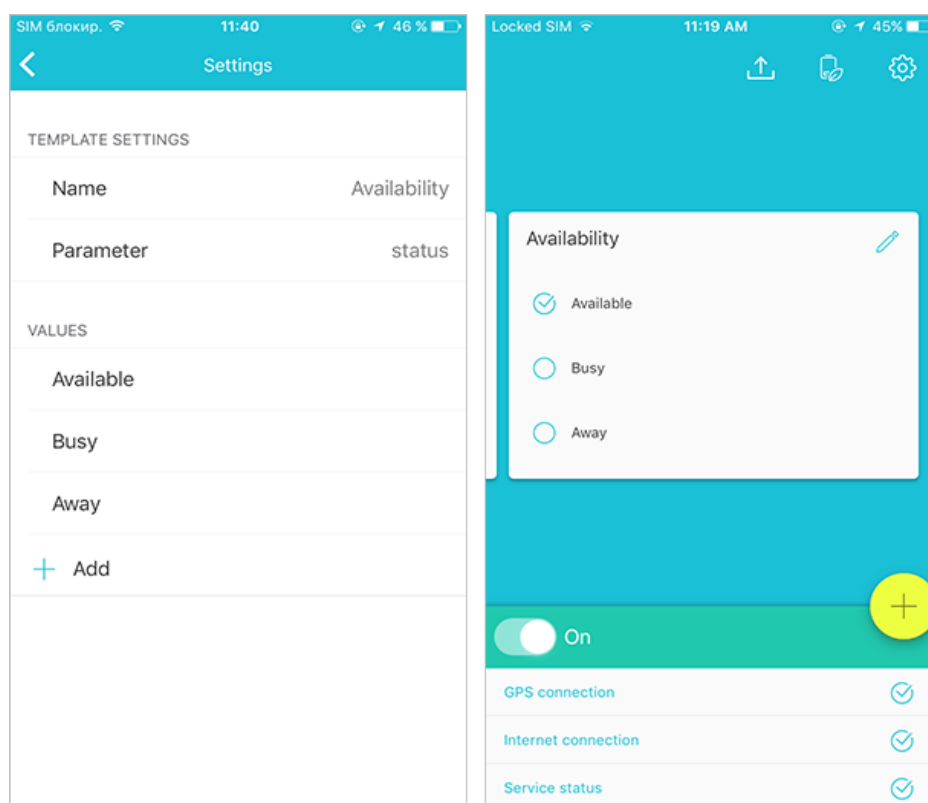 SIM блокир. 11:40 46 %
Settings
TEMPLATE SETTINGS
Name Availability
Parameter status
VALUES
Available
Busy
Away
Add
Locked SIM 11:19 AM 45%
Availability
Available
Busy
Away
On
GPS connection
Internet connection
Service status